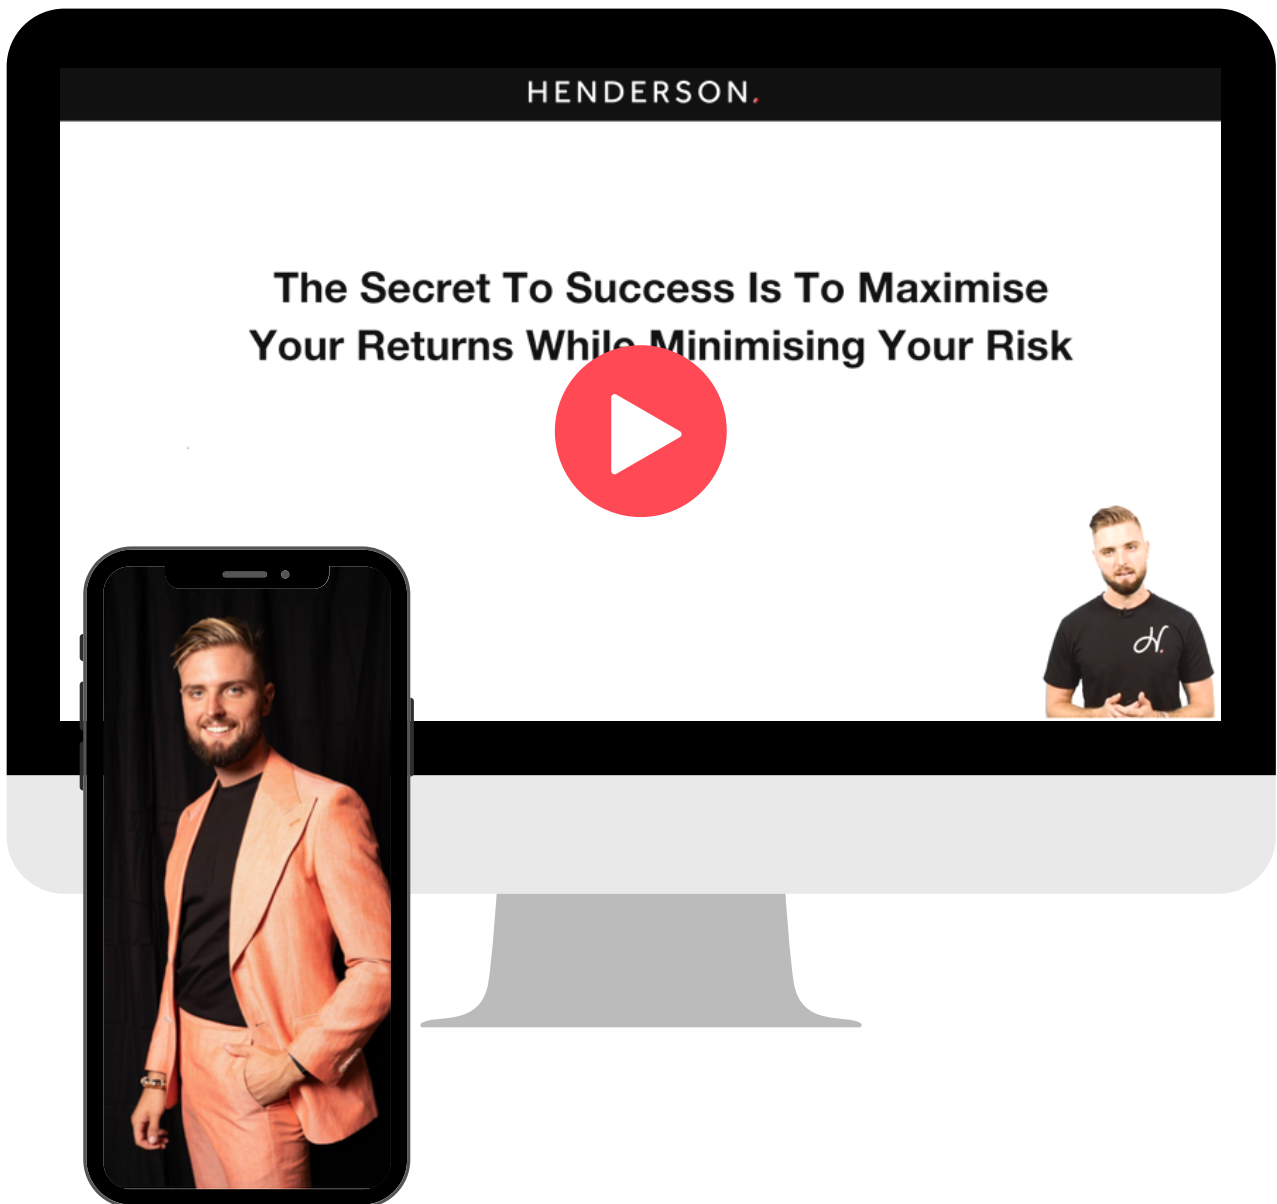 HENDERSON.
The Secret To Success Is To Maximise
Your Returns While Minimising Your Risk
H.